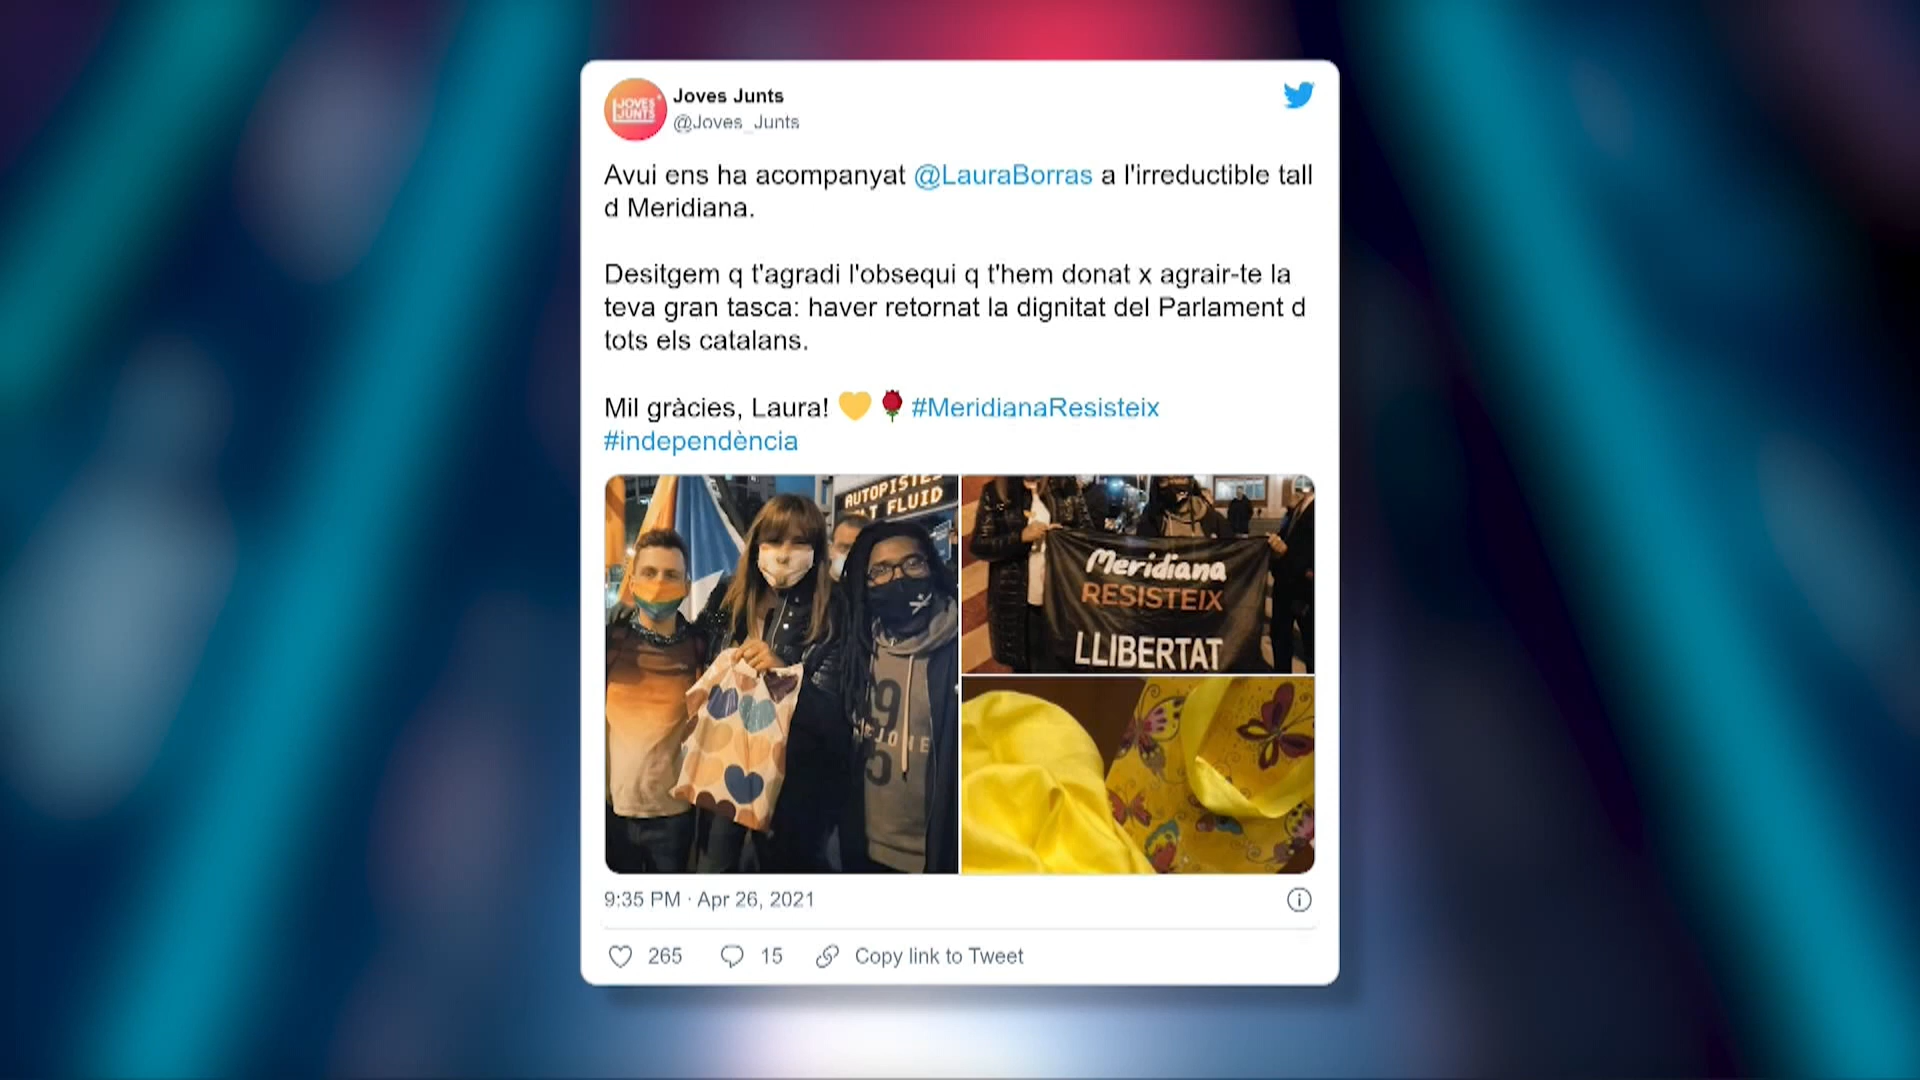 JOVES
JUNTS
Joves Junts
@Joves_Junts
Avui ens ha acompanyat @LauraBorras a l'irreductible tall
d Meridiana.
Desitgem q t'agradi l'obsequi q t'hem donat x agrair-te la
teva gran tasca: haver retornat la dignitat del Parlament d
tots els catalans.
Mil gràcies, Laura! 💛🌹 #MeridianaResisteix
#independència
FLUID
Meridiana
RESISTEIX
LLIBERTAT
9:35 PM · Apr 26, 2021
265 15 Copy link to Tweet